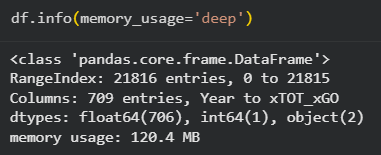 df.info(memory_usage='deep')
<class 'pandas.core.frame.DataFrame'>
RangeIndex: 21816 entries, 0 to 21815
Columns: 709 entries, Year to xTOT_xGO
dtypes: float64(706), int64(1), object(2)
memory usage: 120.4 MB